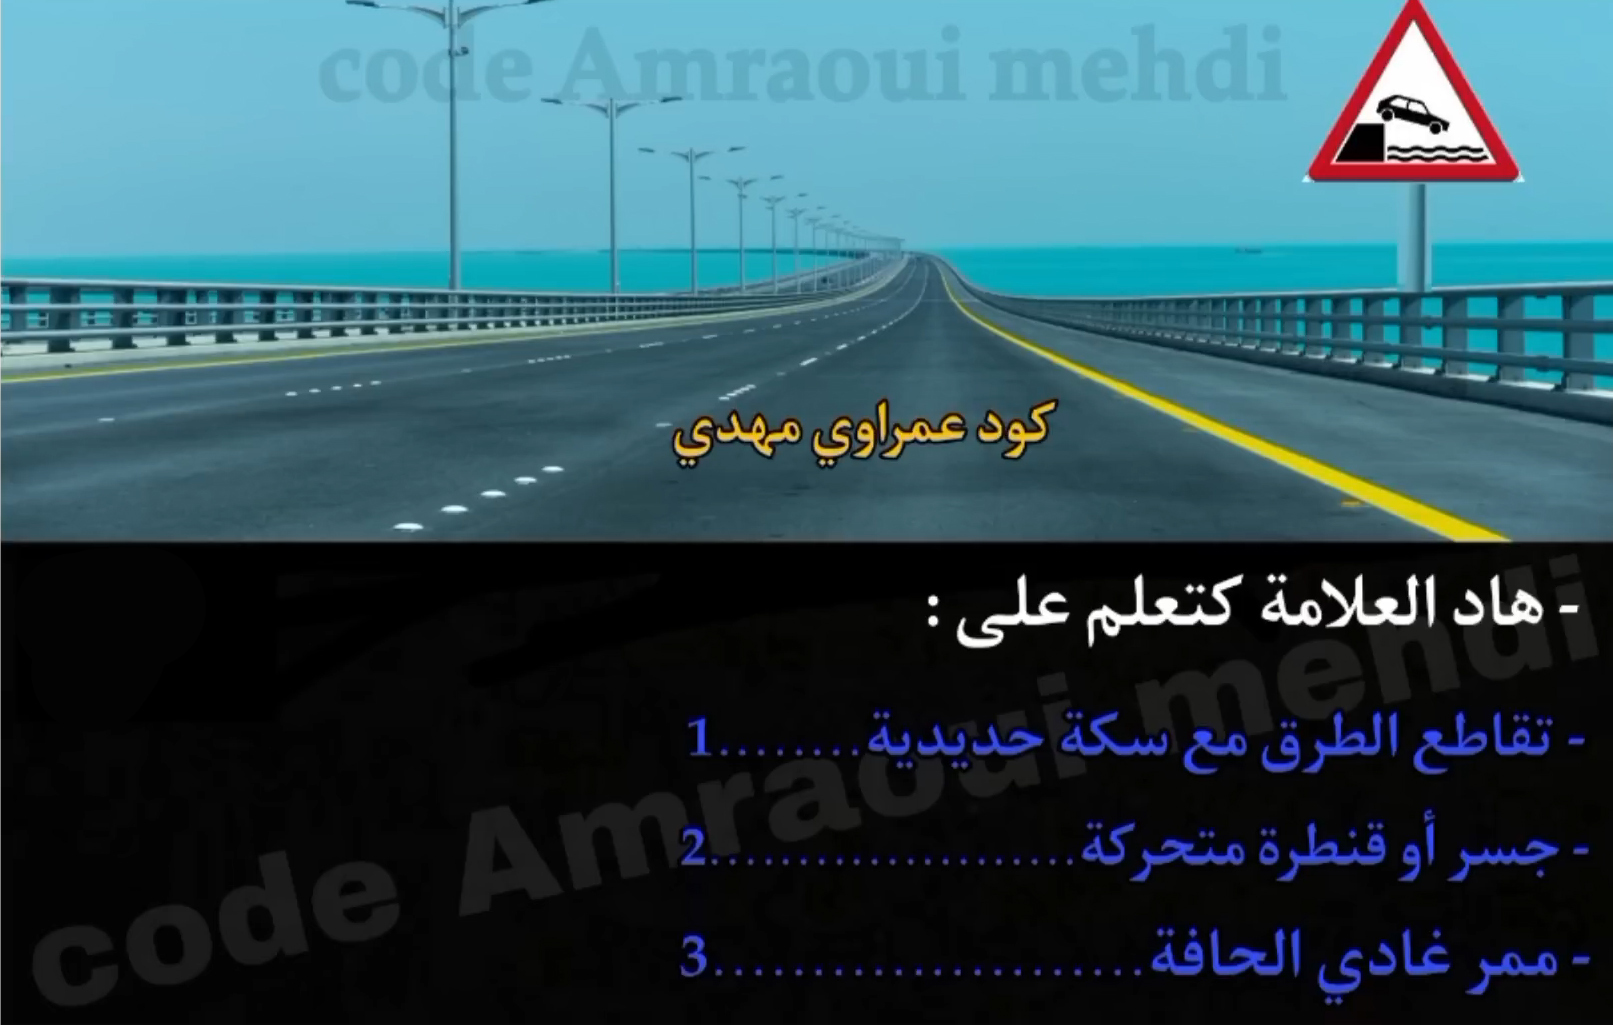 code Amraoui mehdi
كود عمراوي مهدي
- هاد العلامة كتعلم على :
- تقاطع الطرق مع سكة حديدية........1
- جسر أو قنطرة متحركة....................2
- ممر غادي الحافة.......................3
code Amraoui mehdi